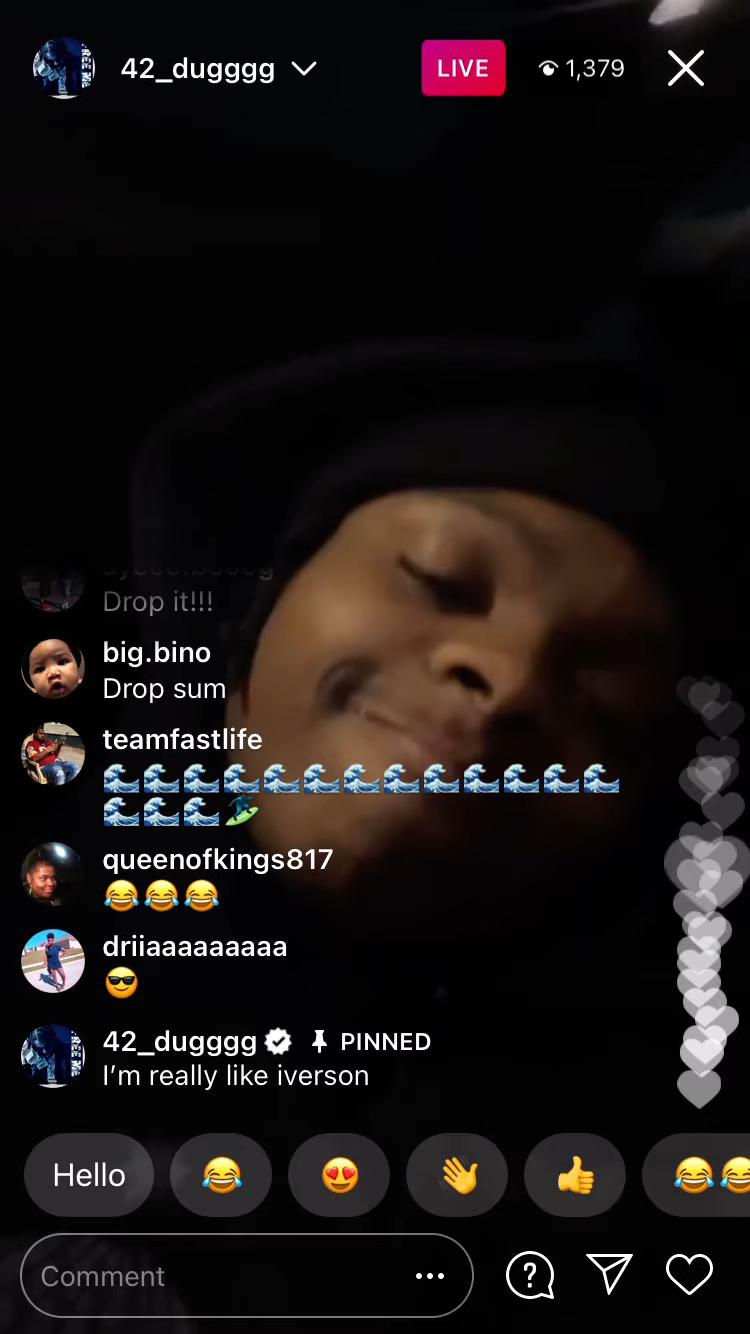 42_dugggg
LIVE
1,379
Drop it!!!
big.bino
Drop sum
teamfastlife
🌊🌊🌊🌊🌊🌊🌊🌊🌊🌊🌊🌊🌊
🌊🌊🌊🏄
queenofkings817
😂😂😂
driiaaaaaaaaa
😎
42_dugggg PINNED
I’m really like iverson
Hello 😂 😍 👋 👍 😂😂
Comment